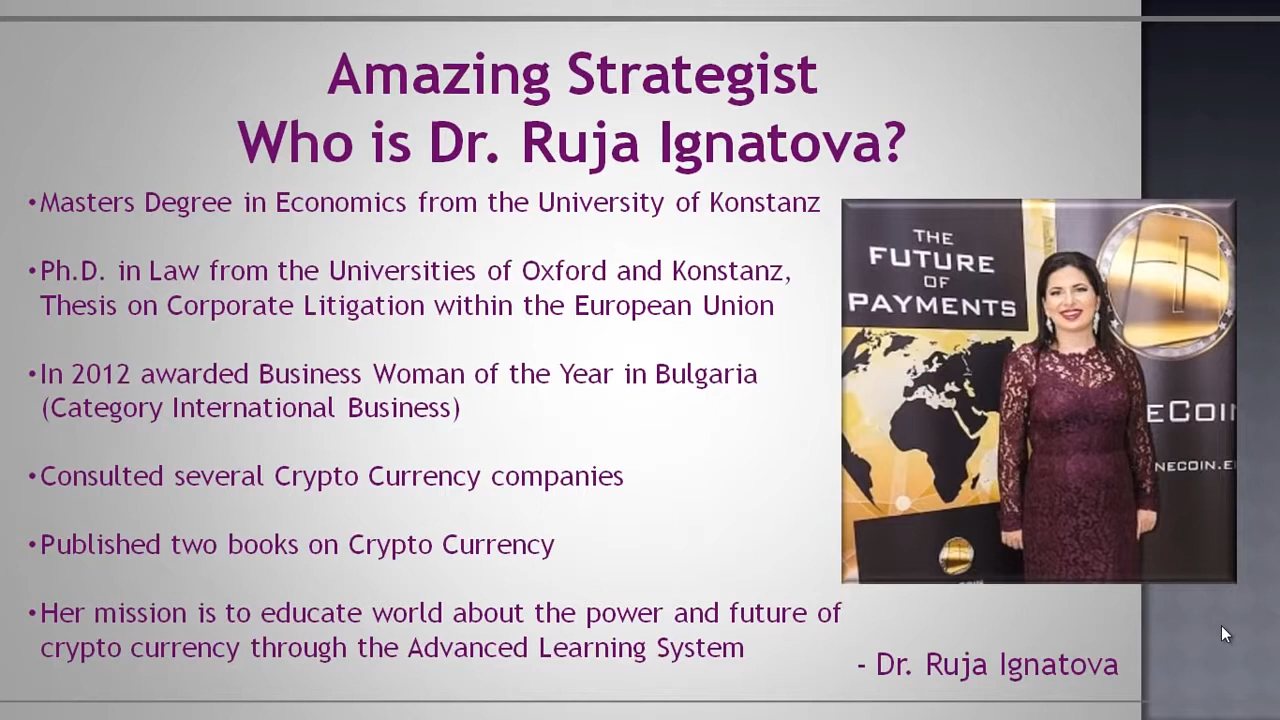 Amazing Strategist
Who is Dr. Ruja Ignatova?
•Masters Degree in Economics from the University of Konstanz
•Ph.D. in Law from the Universities of Oxford and Konstanz,
Thesis on Corporate Litigation within the European Union
•In 2012 awarded Business Woman of the Year in Bulgaria
(Category International Business)
•Consulted several Crypto Currency companies
•Published two books on Crypto Currency
•Her mission is to educate world about the power and future of
crypto currency through the Advanced Learning System
THE
FUTURE
OF
PAYMENTS
eCoin
NECOIN.E
- Dr. Ruja Ignatova